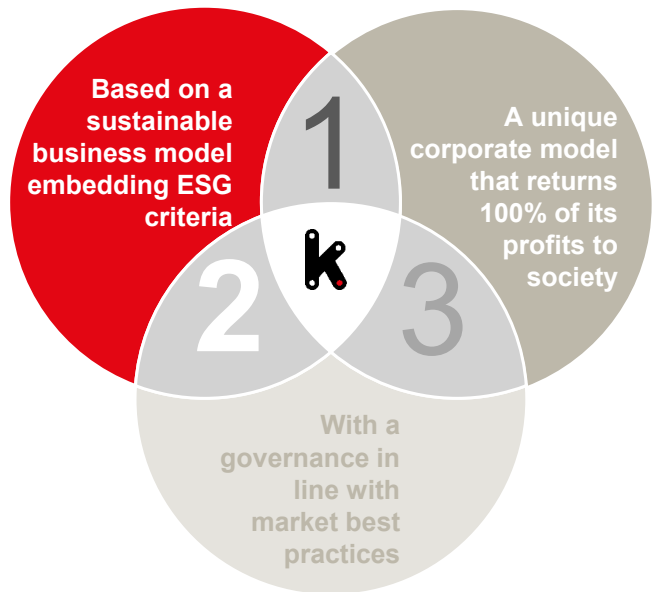 Based on a
sustainable
business model
embedding ESG
criteria
1
A unique
corporate model
that returns
100% of its
profits to
society
k
2
3
With a
governance in
line with
market best
practices